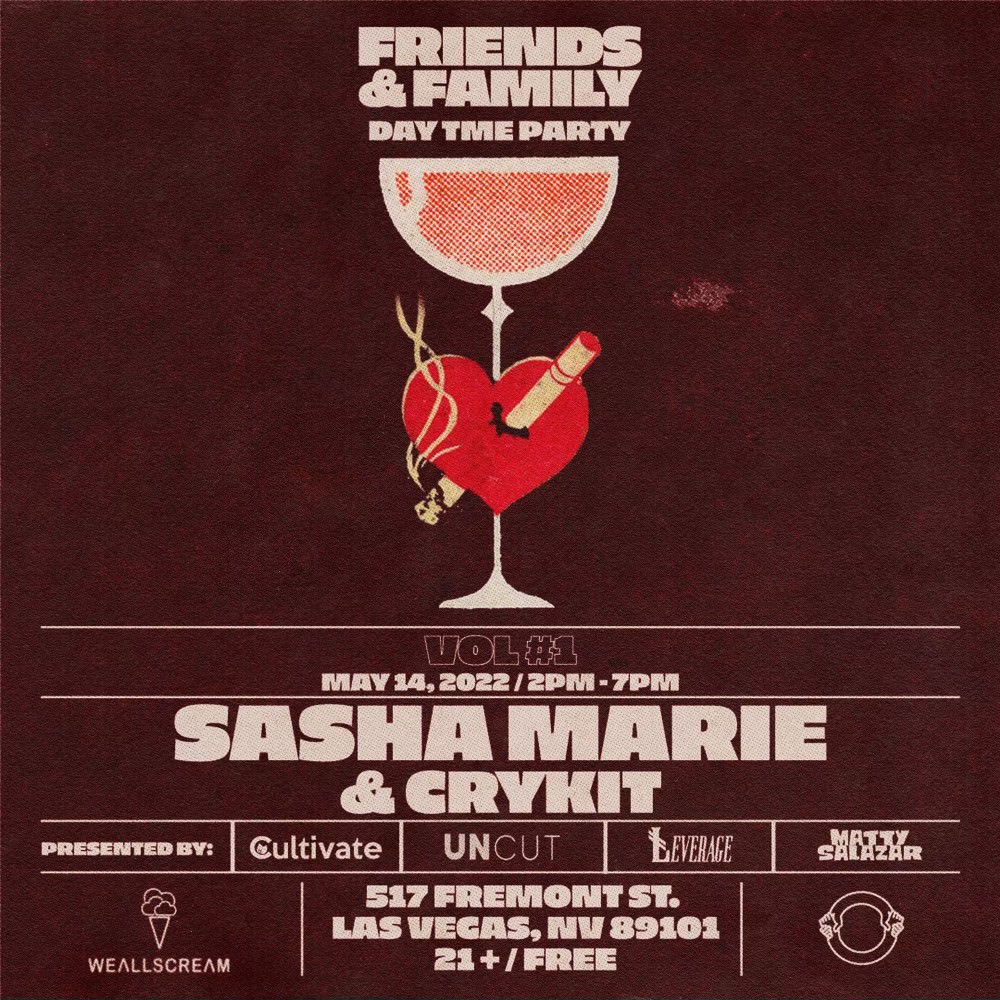 FRIENDS
& FAMILY
DAY TME PARTY
VOL #1
MAY 14, 2022 / 2PM - 7PM
SASHA MARIE
& CRYKIT
PRESENTED BY:
Cultivate
UNCUT
LEVERAGE
MATTY
SALAZAR
517 FREMONT ST.
LAS VEGAS, NV 89101
21 + / FREE
WEALLSCREAM